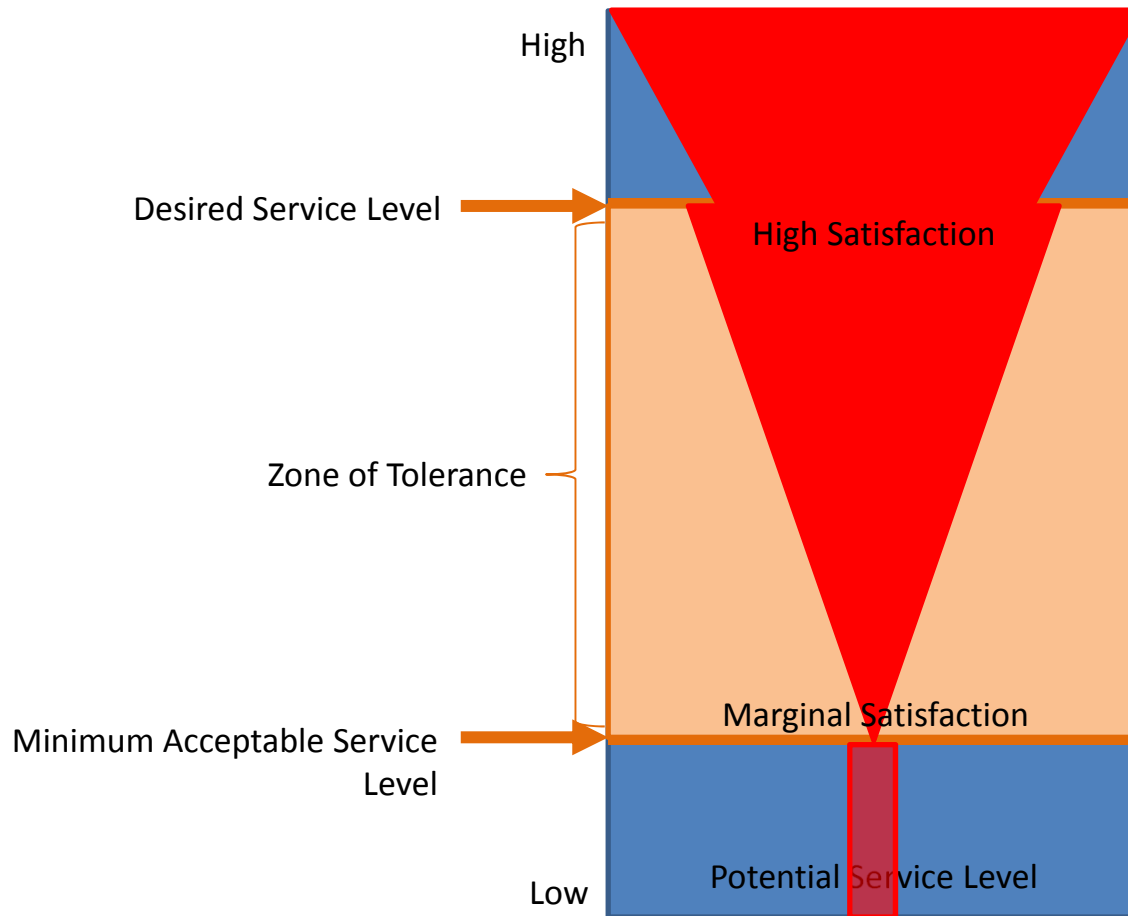 High
Desired Service Level
High Satisfaction
Zone of Tolerance
Marginal Satisfaction
Minimum Acceptable Service
Level
Potential Service Level
Low